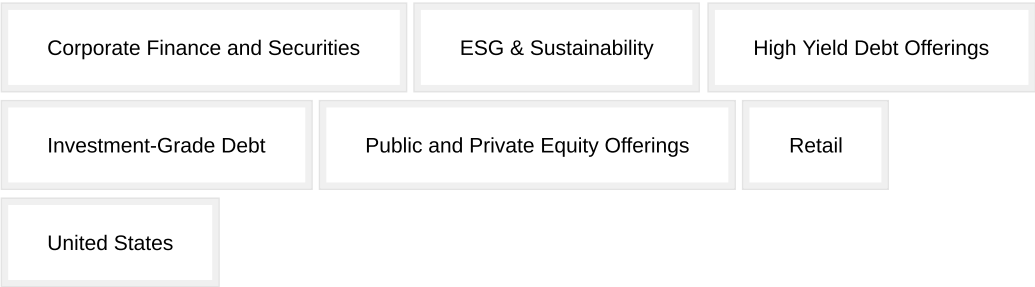 Corporate Finance and Securities
ESG & Sustainability
High Yield Debt Offerings
Investment-Grade Debt
Public and Private Equity Offerings
Retail
United States